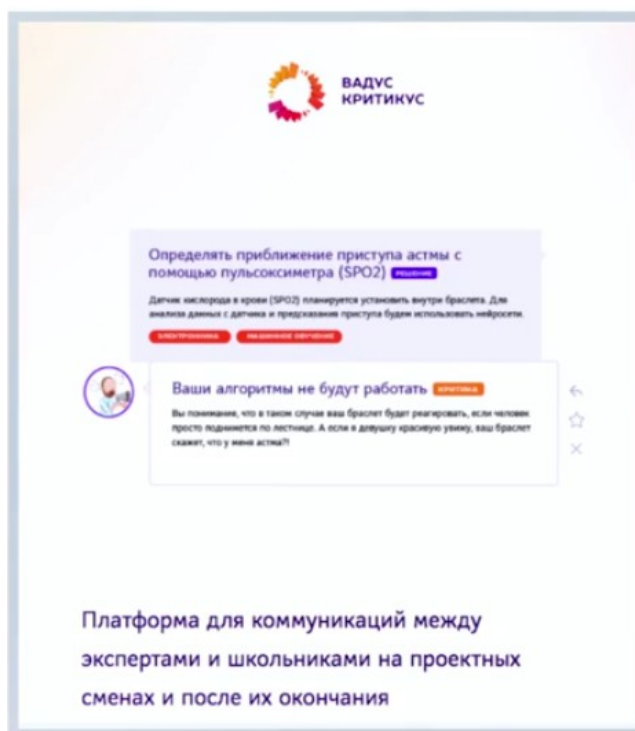 ВАДУС
КРИТИКУС
Определять приближение приступа астмы с
помощью пульсоксиметра (SPO2) РЕШЕНИЕ
Датчик кислорода в крови (SPO2) планируется установить внутри браслета. Для
анализа данных с датчика и предсказания приступа будем использовать нейросети.
ЭЛЕКТРОНИКА МАШИННОЕ ОБУЧЕНИЕ
Ваши алгоритмы не будут работать КРИТИКА
Вы понимании, что в таком случае ваш браслет будет реагировать, если человек
просто поднимется по лестнице. А если я девушку красивую увижу, ваш браслет
скажет, что у меня астма?!
Платформа для коммуникаций между
экспертами и школьниками на проектных
сменах и после их окончания